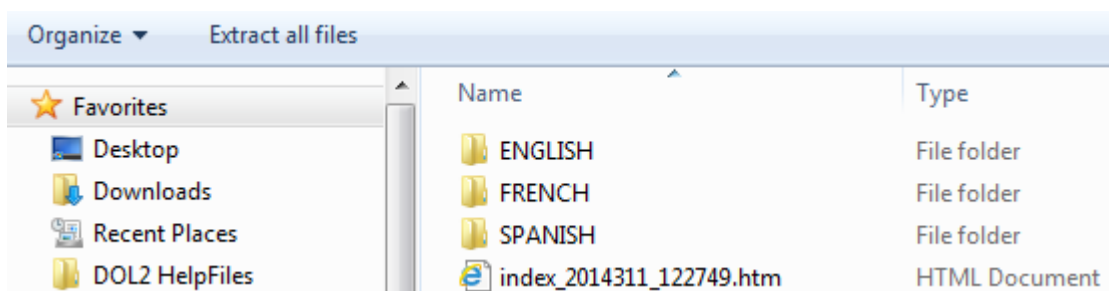 Organize Extract all files
Favorites
Desktop
Downloads
Recent Places
DOL2 HelpFiles
Name Type
ENGLISH File folder
FRENCH File folder
SPANISH File folder
index_2014311_122749.htm HTML Document